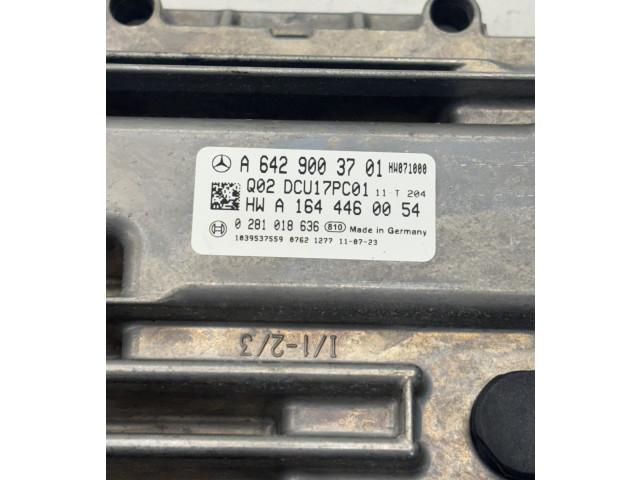 A 642 900 37 01 HW071000
Q02 DCU17PC01 11 T 204
HW A 164 446 00 54
0 281 018 636 810 Made in Germany
1039537559 0762 1277 11-07-23
I/1-2/3